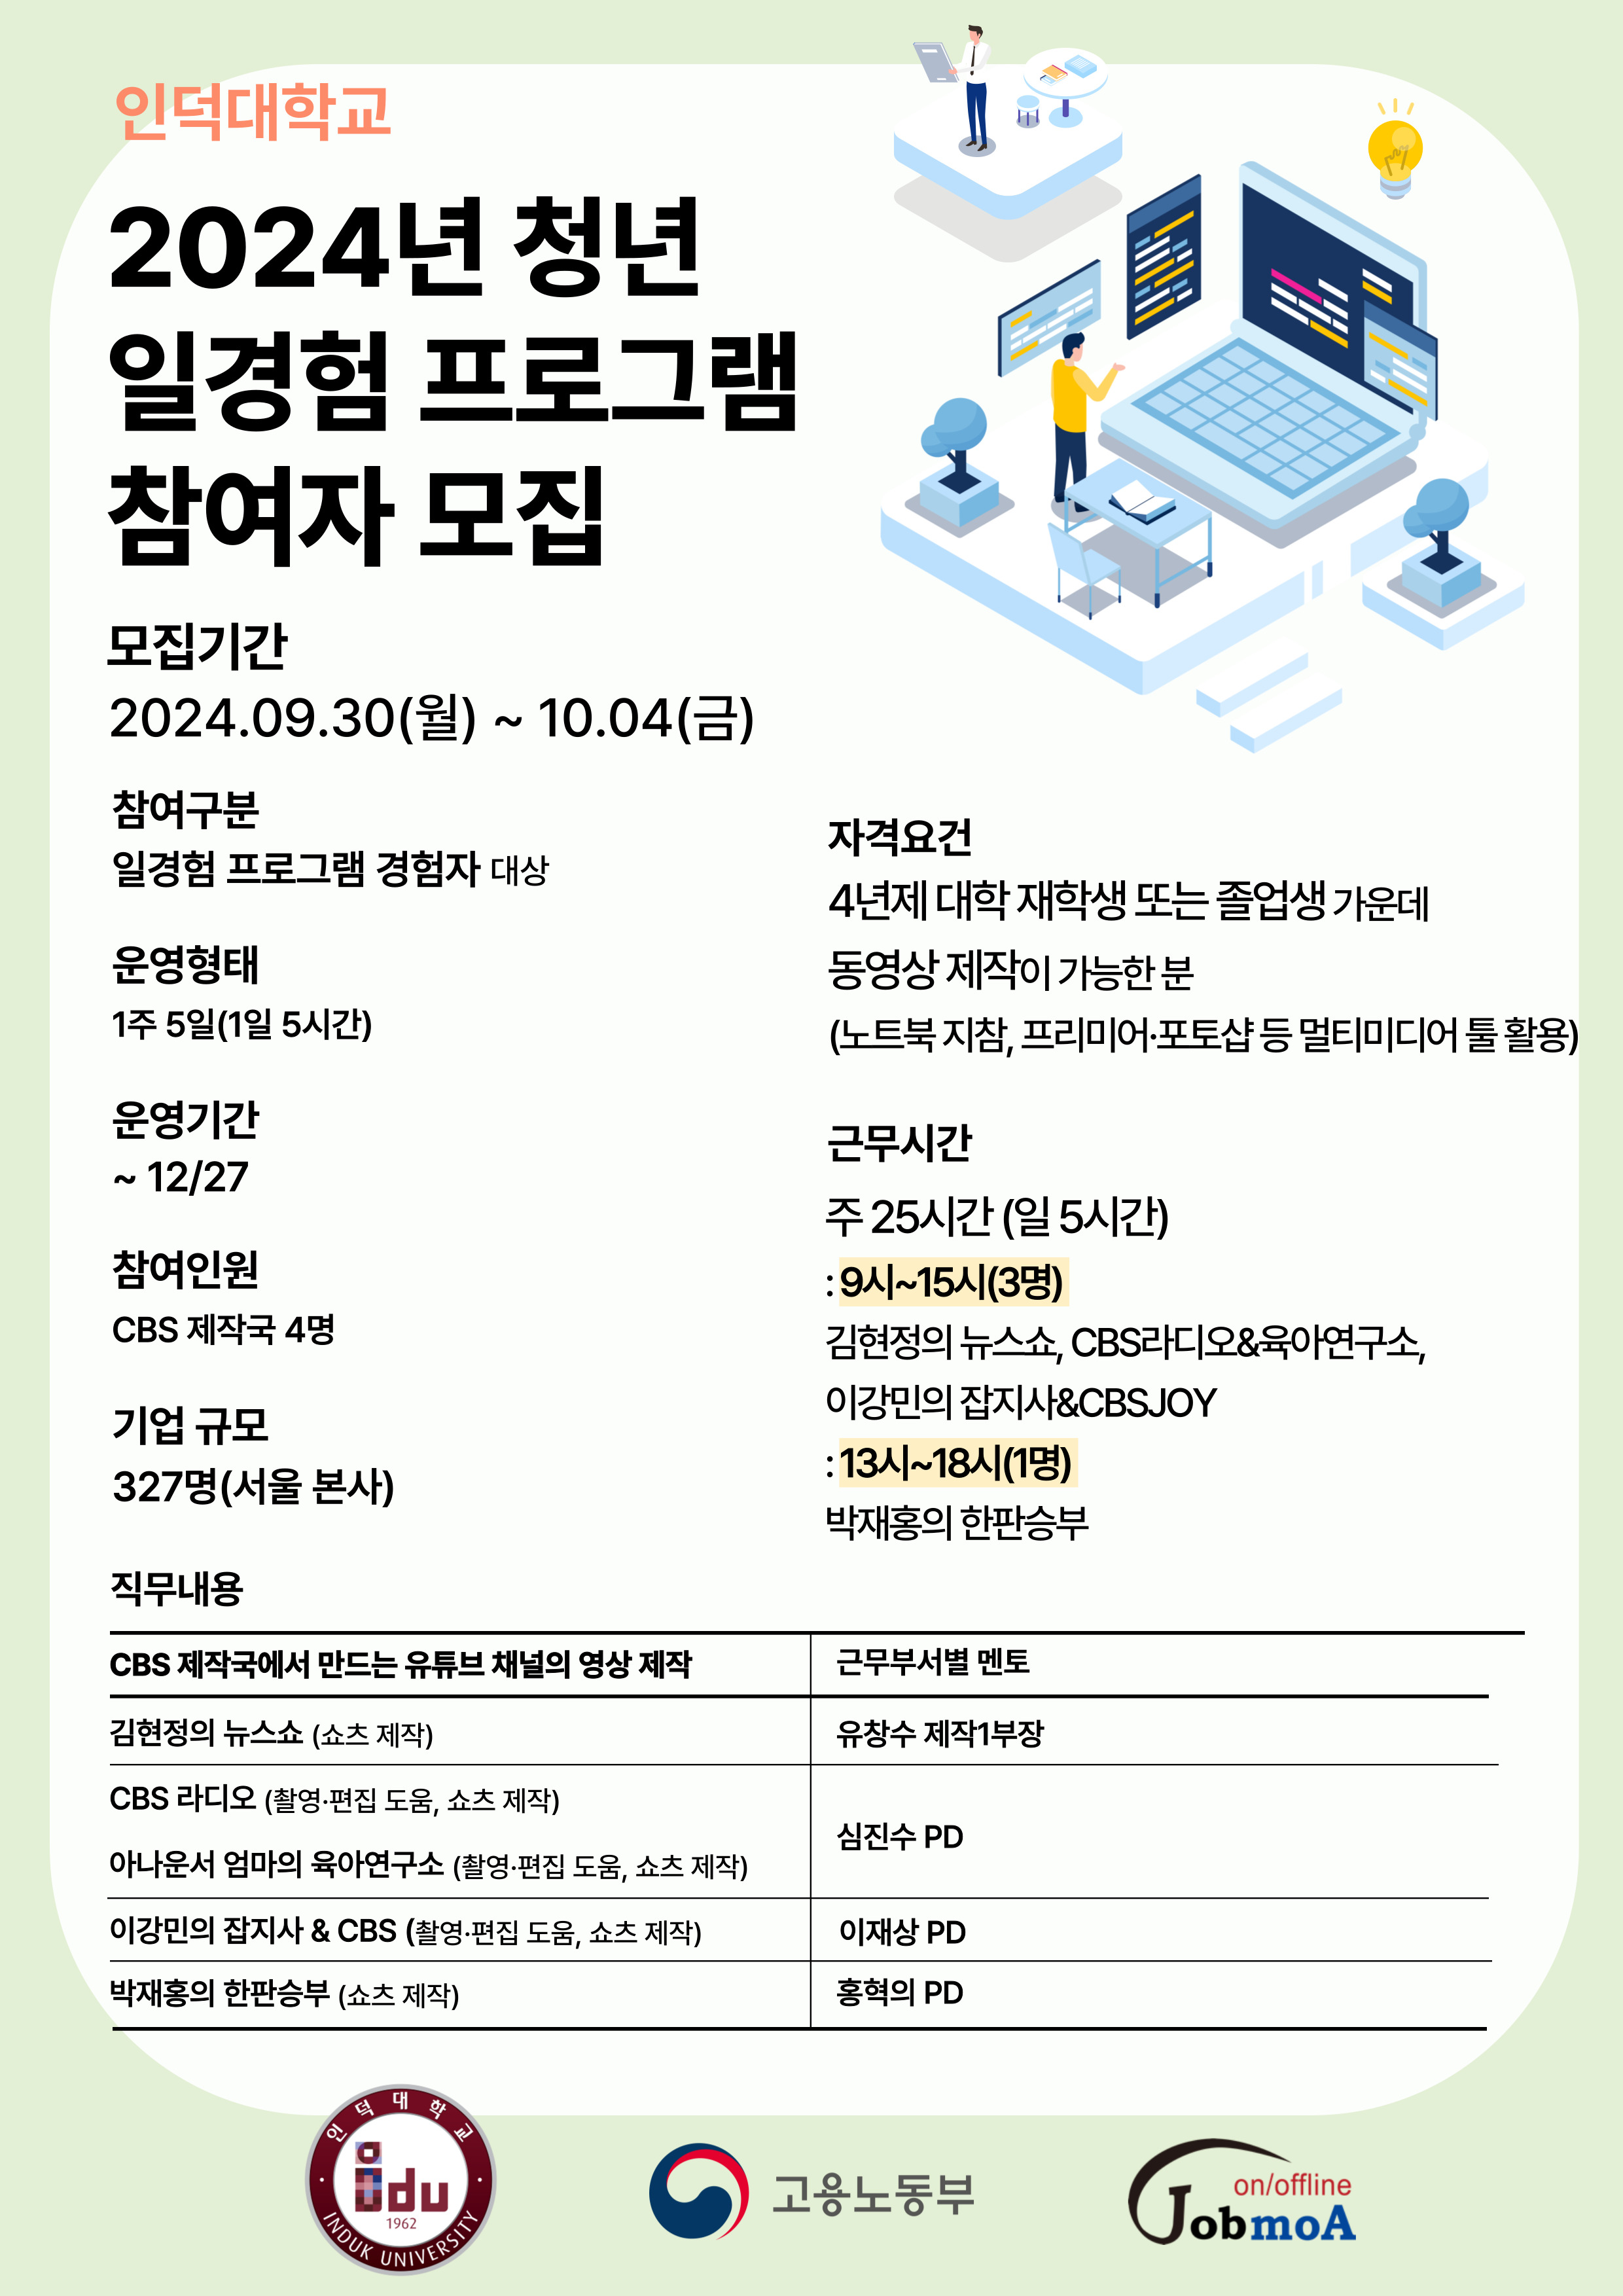 인덕대학교
2024년 청년
일경험 프로그램
참여자 모집
모집기간
2024.09.30(월) ~ 10.04(금)
참여구분
일경험 프로그램 경험자 대상
운영형태
1주 5일(1일 5시간)
운영기간
~ 12/27
참여인원
CBS 제작국 4명
기업 규모
327명(서울 본사)
자격요건
4년제 대학 재학생 또는 졸업생 가운데
동영상 제작이 가능한 분
(노트북 지참, 프리미어·포토샵 등 멀티미디어 툴 활용)
근무시간
주 25시간 (일 5시간)
: 9시~15시(3명)
김현정의 뉴스쇼, CBS라디오&육아연구소,
이강민의 잡지사&CBSJOY
: 13시~18시(1명)
박재홍의 한판승부
직무내용
CBS 제작국에서 만드는 유튜브 채널의 영상 제작
근무부서별 멘토
김현정의 뉴스쇼 (쇼츠 제작)
유창수 제작1부장
CBS 라디오 (촬영·편집 도움, 쇼츠 제작)
아나운서 엄마의 육아연구소 (촬영·편집 도움, 쇼츠 제작)
심진수 PD
이강민의 잡지사 & CBS (촬영·편집 도움, 쇼츠 제작)
이재상 PD
박재홍의 한판승부 (쇼츠 제작)
홍혁의 PD
인덕대학교
idu
1962
INDUK UNIVERSITY
고용노동부
on/offline
JobmoA